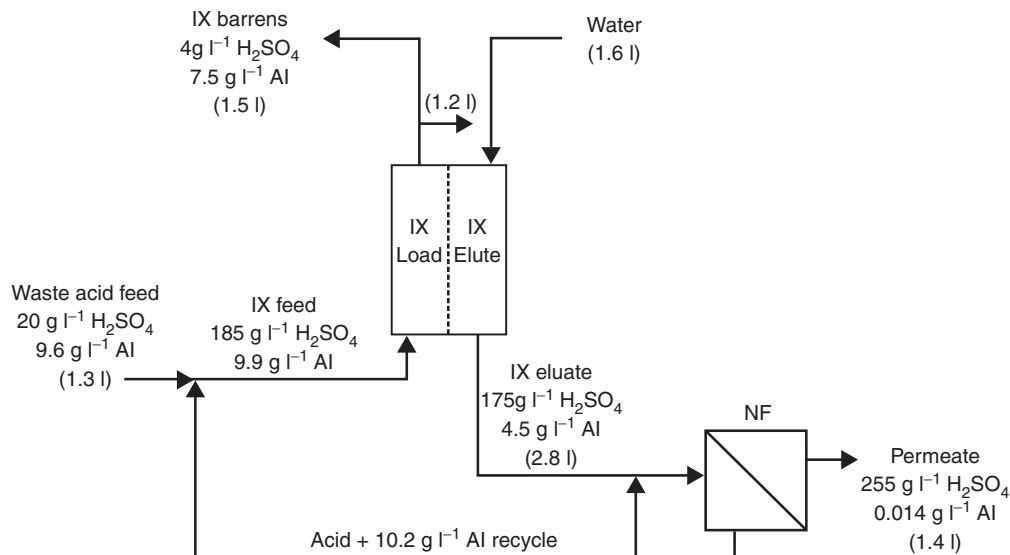 IX barrens
4g l⁻¹ H₂SO₄
7.5 g l⁻¹ Al
(1.5 l)
(1.2 l)
Water
(1.6 l)
IX
Load
IX
Elute
Waste acid feed
20 g l⁻¹ H₂SO₄
9.6 g l⁻¹ Al
(1.3 l)
IX feed
185 g l⁻¹ H₂SO₄
9.9 g l⁻¹ Al
IX eluate
175g l⁻¹ H₂SO₄
4.5 g l⁻¹ Al
(2.8 l)
NF
Permeate
255 g l⁻¹ H₂SO₄
0.014 g l⁻¹ Al
(1.4 l)
Acid + 10.2 g l⁻¹ Al recycle